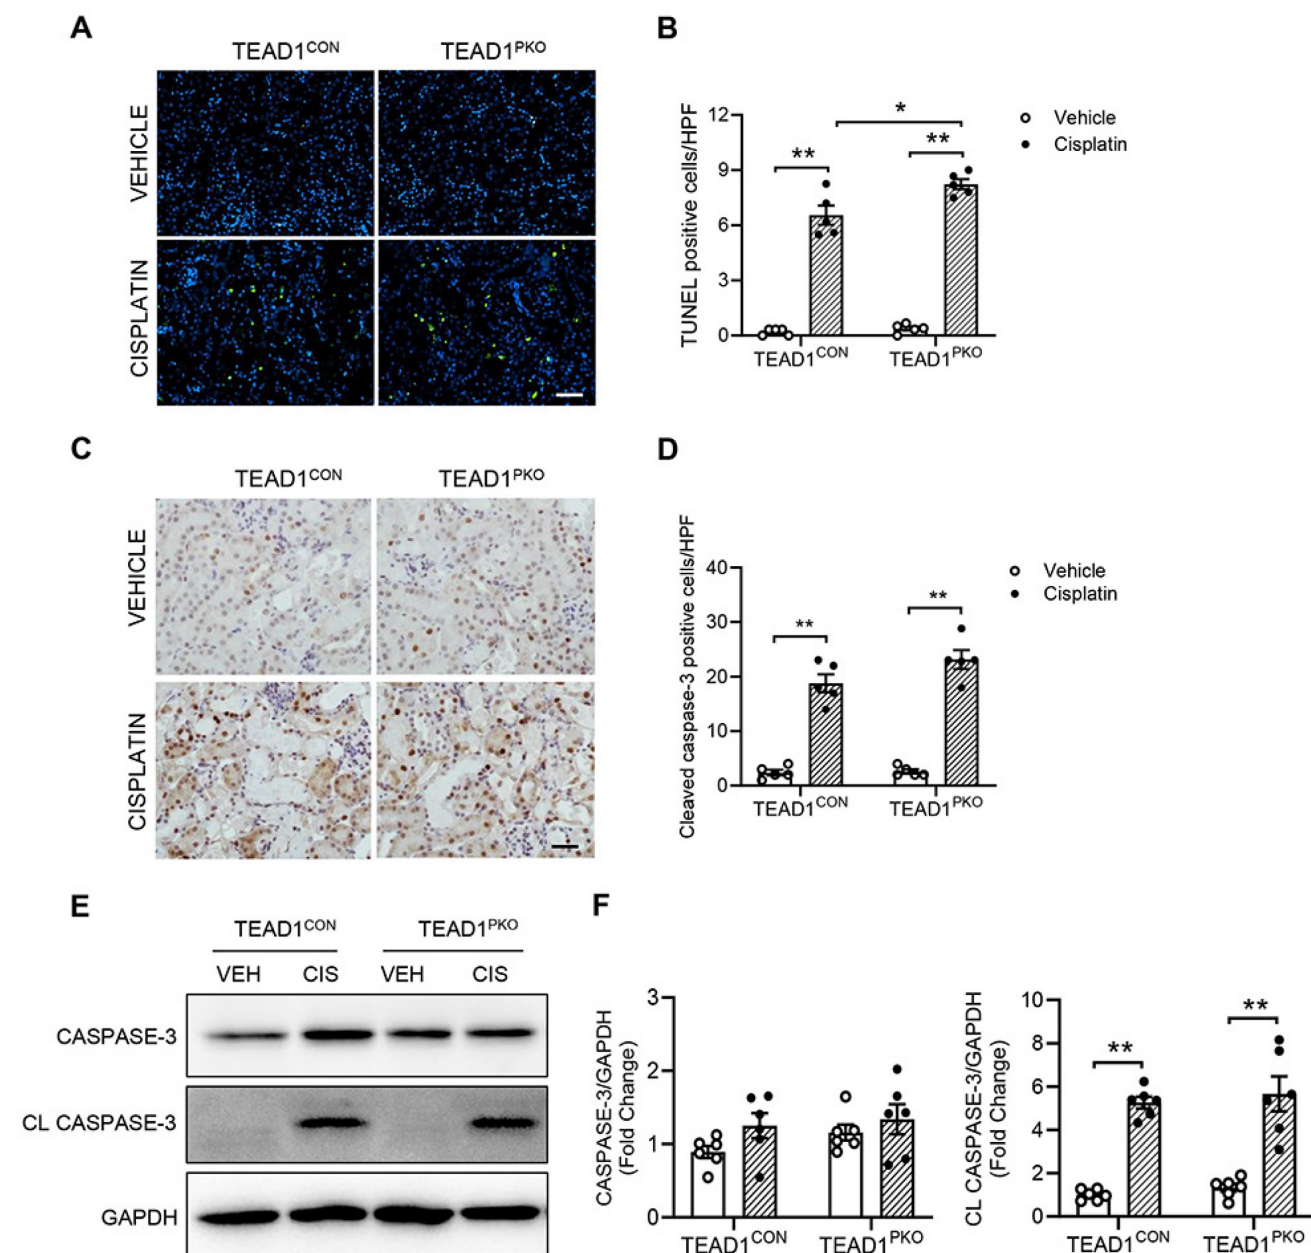 A
TEAD1CON TEAD1PKO
VEHICLE
CISPLATIN
B
TUNEL positive cells/HPF
12
9
6
3
0
** ** *
TEAD1CON TEAD1PKO
Vehicle
Cisplatin
C
TEAD1CON TEAD1PKO
VEHICLE
CISPLATIN
D
Cleaved caspase-3 positive cells/HPF
40
30
20
10
0
** **
TEAD1CON TEAD1PKO
Vehicle
Cisplatin
E
TEAD1CON TEAD1PKO
VEH CIS VEH CIS
CASPASE-3
CL CASPASE-3
GAPDH
F
CASPASE-3/GAPDH
(Fold Change)
3
2
1
0
TEAD1CON TEAD1PKO
CL CASPASE-3/GAPDH
(Fold Change)
10
8
6
4
2
0
** **
TEAD1CON TEAD1PKO